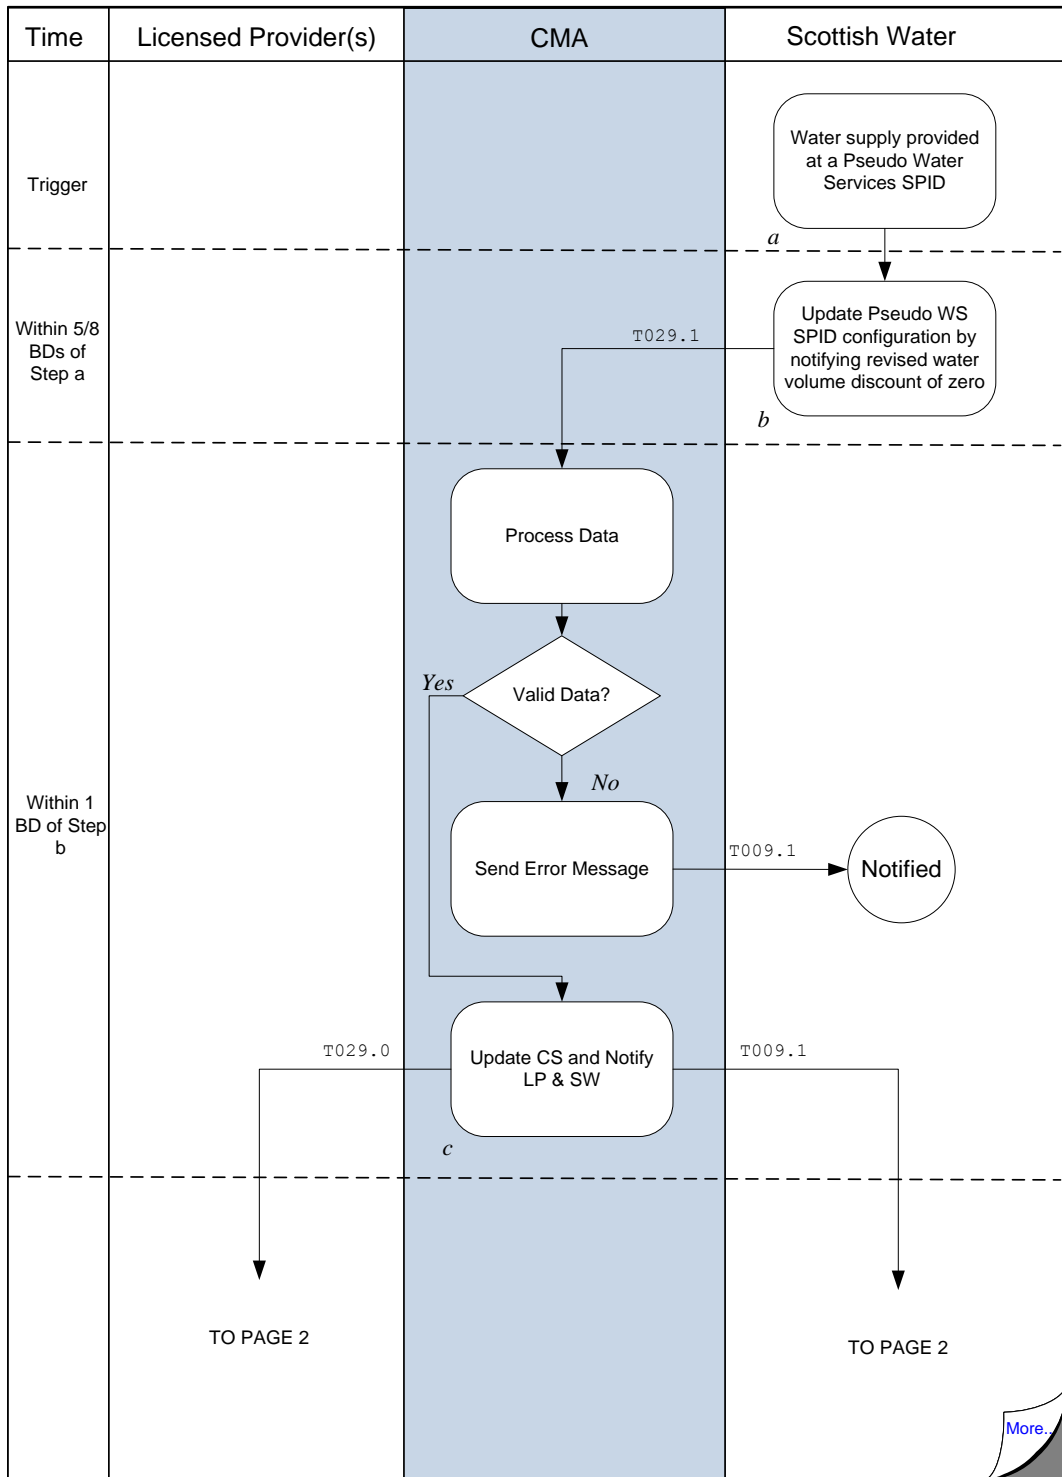 Time
Licensed Provider(s)
CMA
Scottish Water
Trigger
Water supply provided
at a Pseudo Water
Services SPID
a
Within 5/8
BDs of
Step a
Update Pseudo WS
SPID configuration by
notifying revised water
volume discount of zero
T029.1
b
Process Data
Valid Data?
Yes
No
Within 1
BD of Step
b
Send Error Message
T009.1
Notified
T029.0
Update CS and Notify
LP & SW
T009.1
c
TO PAGE 2
TO PAGE 2
More..